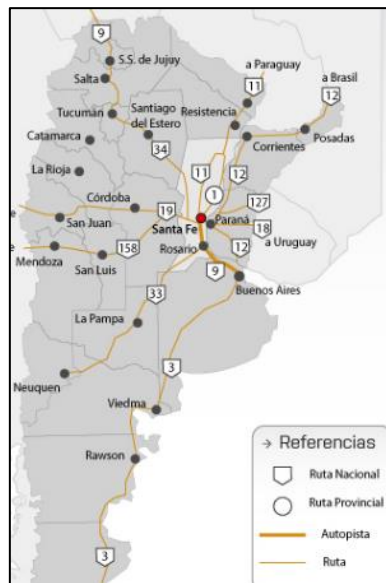 9
S.S. de Jujuy
a Paraguay
a Brasil
Salta
11
12
Tucumán
Santiago
del Estero
Resistencia
Catamarca
34
Corrientes
Posadas
La Rioja
11
12
1
127
Córdoba
19
18
Santa Fe
Paraná
San Juan
a Uruguay
158
Rosario
12
Mendoza
San Luis
9
Buenos Aires
33
La Pampa
3
Neuquen
Viedma
Rawson
3
→ Referencias
Ruta Nacional
Ruta Provincial
Autopista
Ruta